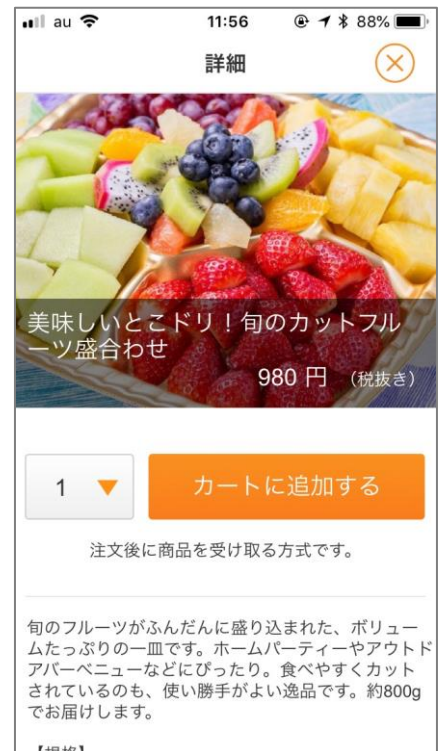 au 11:56 88%
詳細
美味しいとこドリ！旬のカットフル
ーツ盛合わせ
980 円 （税抜き）
1 カートに追加する
注文後に商品を受け取る方式です。
旬のフルーツがふんだんに盛り込まれた、ボリュー
ムたっぷりの一皿です。ホームパーティーやアウトド
アバーベニューなどにぴったり。食べやすくカット
されているのも、使い勝手がよい逸品です。約800g
でお届けします。